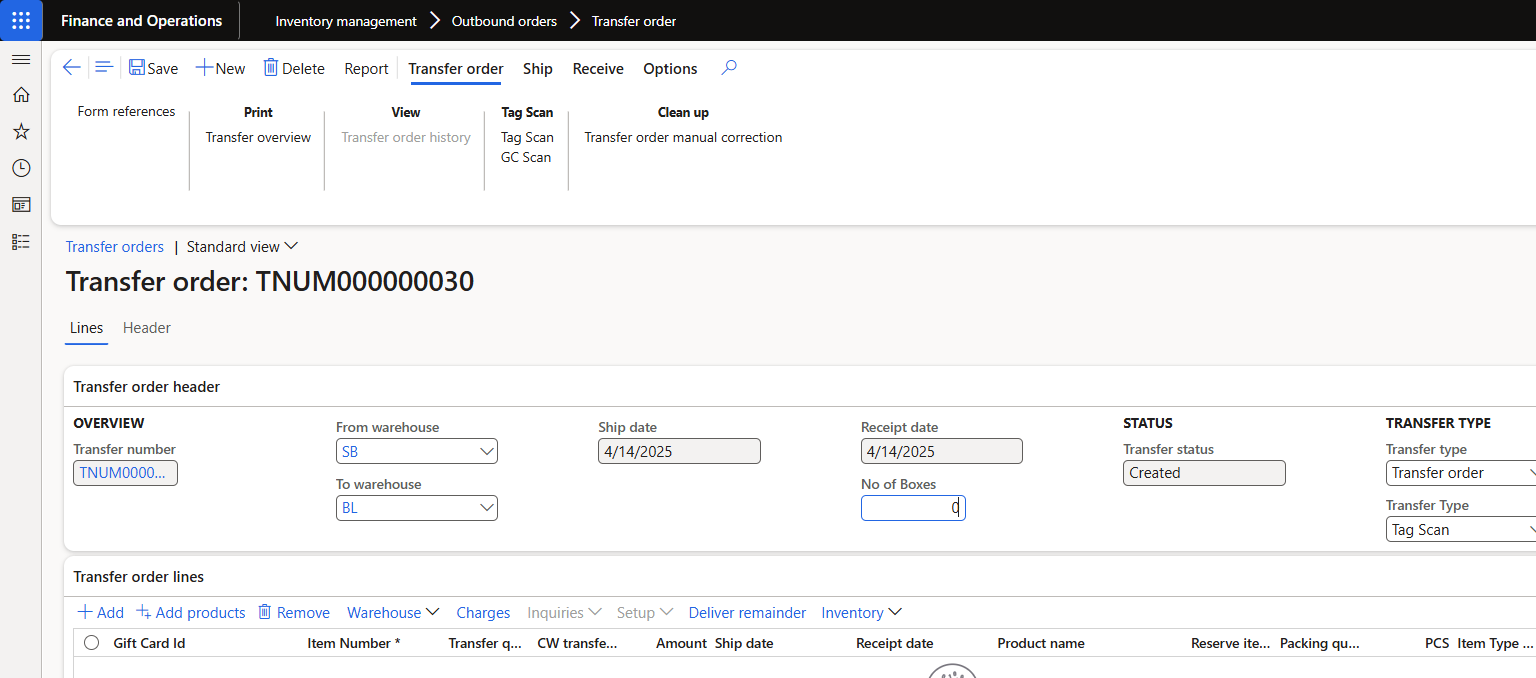 Finance and Operations Inventory management Outbound orders Transfer order
Save New Delete Report Transfer order Ship Receive Options
Form references Print View Tag Scan Clean up
Transfer overview Transfer order history Tag Scan Transfer order manual correction
GC Scan
Transfer orders | Standard view
Transfer order: TNUM000000030
Lines Header
Transfer order header
OVERVIEW From warehouse Ship date Receipt date STATUS TRANSFER TYPE
Transfer number SB 4/14/2025 4/14/2025 Transfer status Transfer type
TNUM0000... To warehouse No of Boxes Created Transfer order
BL 0 Transfer Type
Tag Scan
Transfer order lines
Add Add products Remove Warehouse Charges Inquiries Setup Deliver remainder Inventory
Gift Card Id Item Number * Transfer q... CW transfe... Amount Ship date Receipt date Product name Reserve ite... Packing qu... PCS Item Type ...